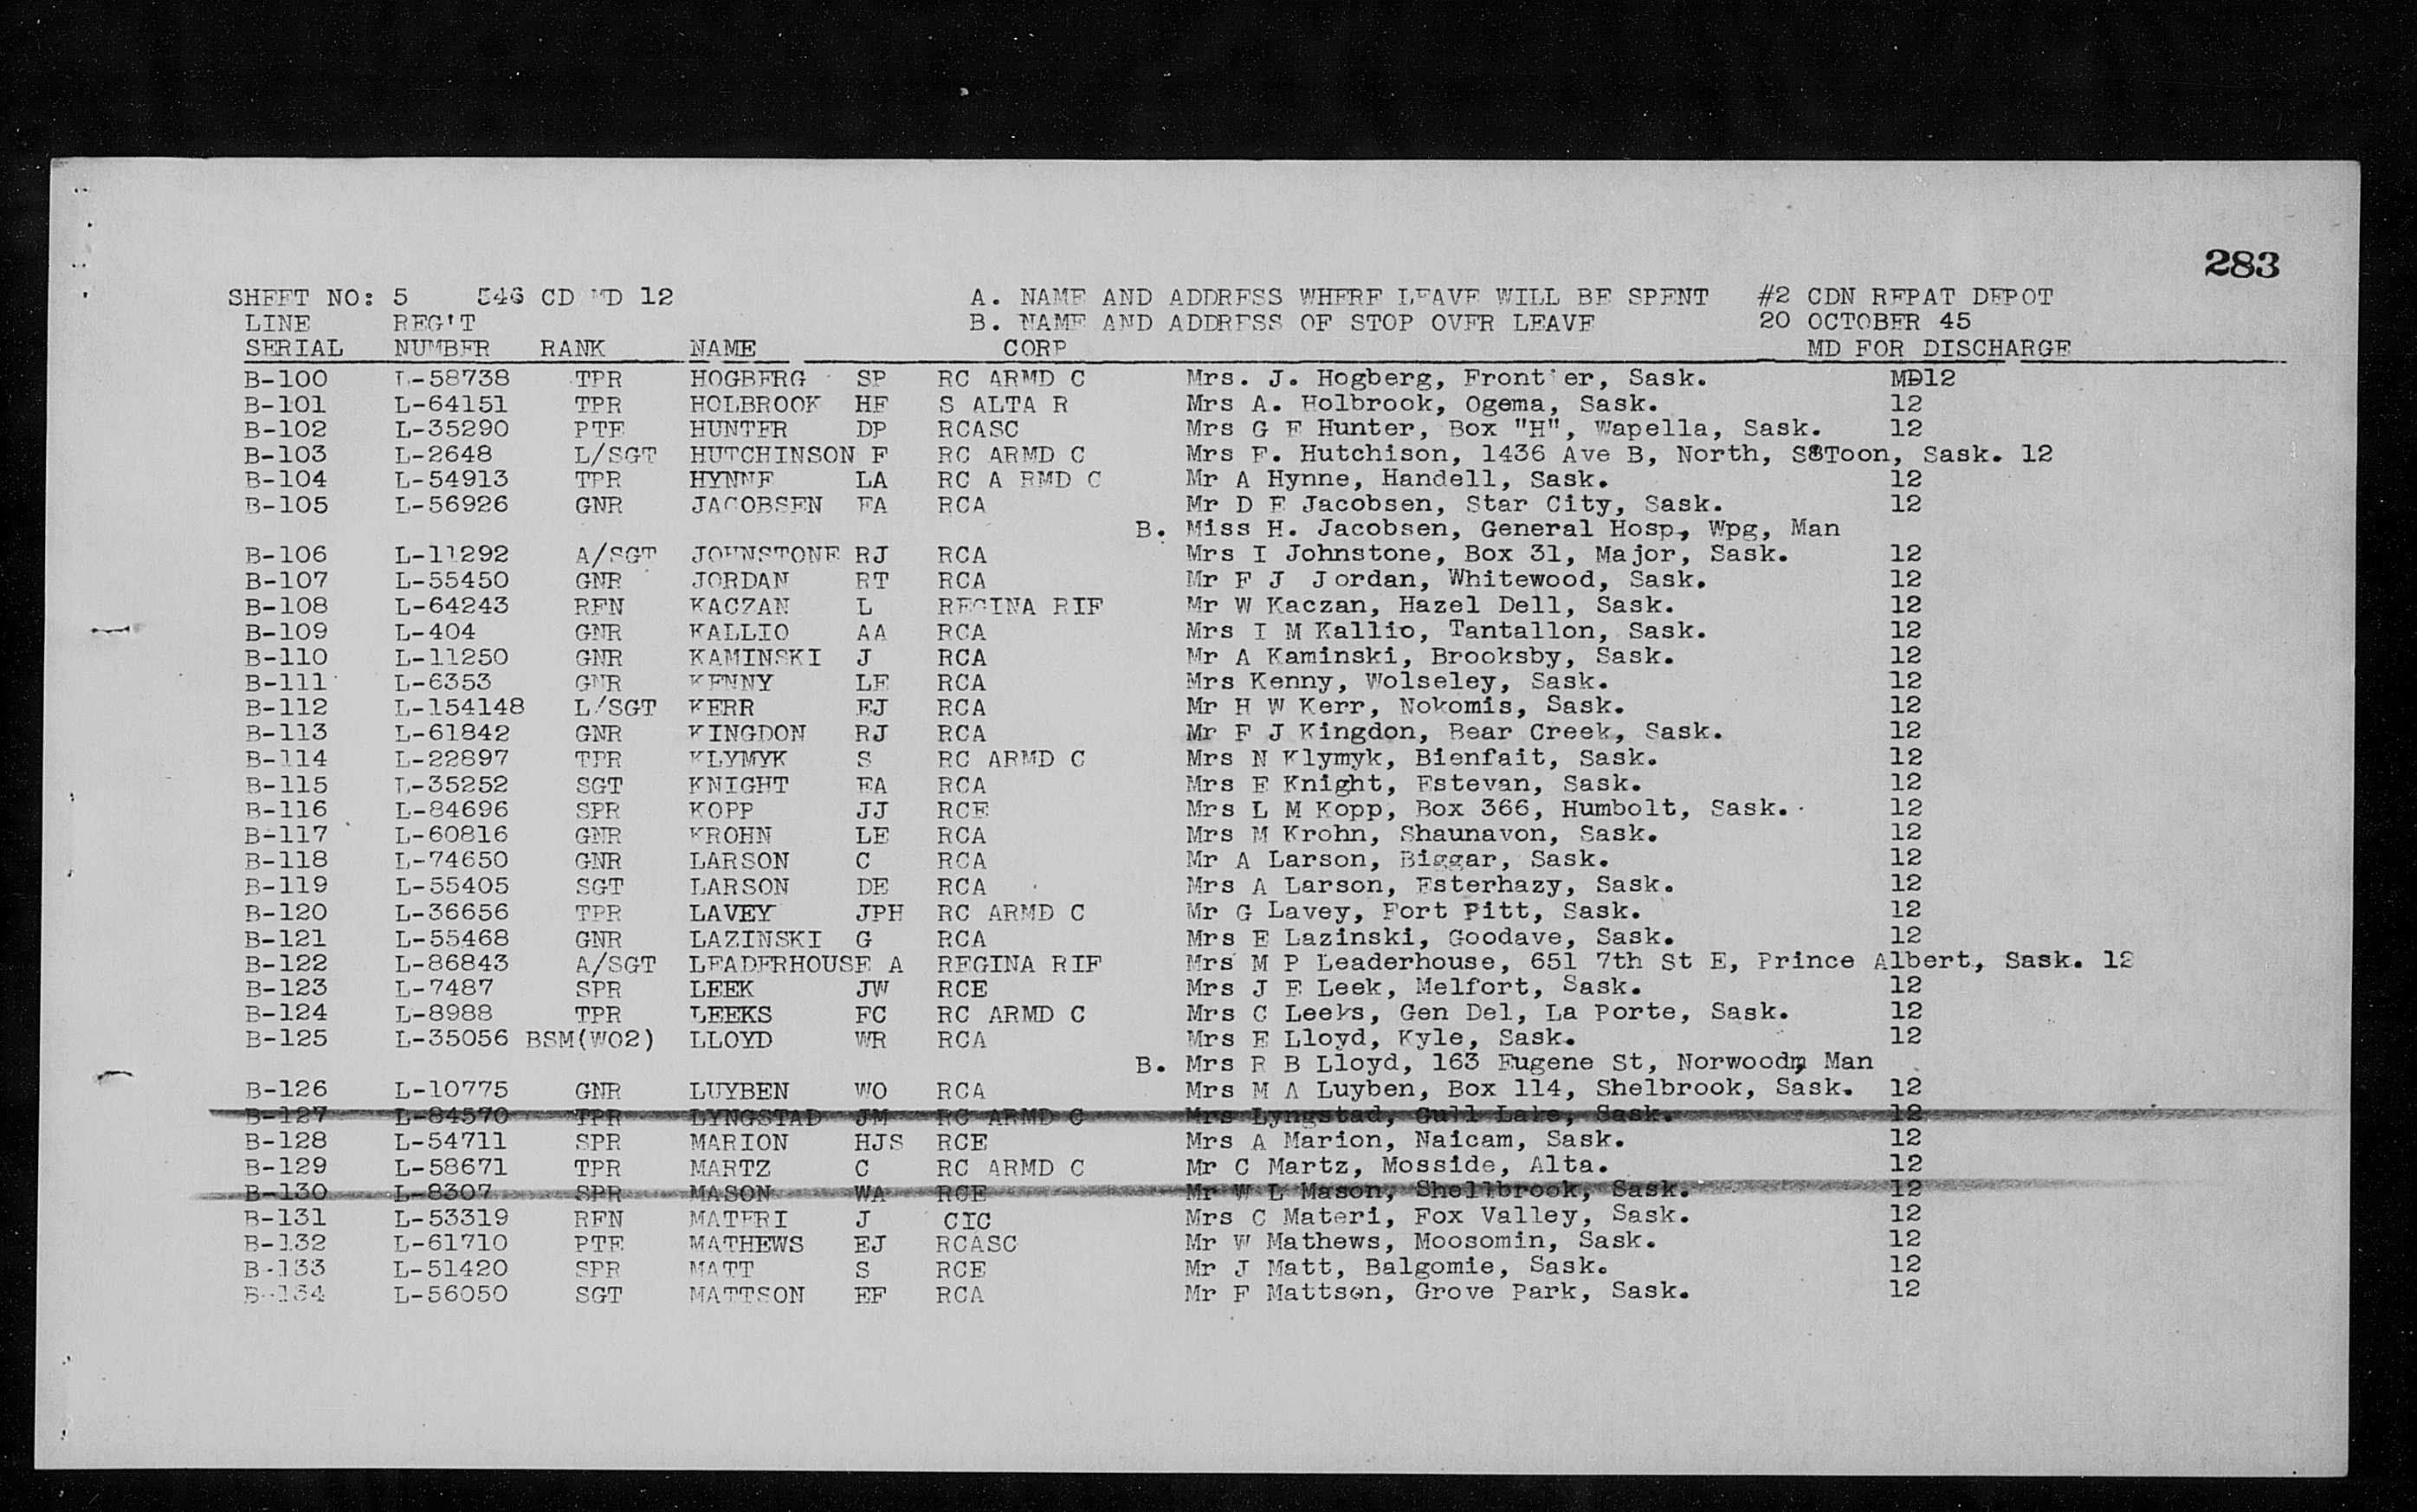 283
SHEET NO: 5 546 CD MD 12 A. NAME AND ADDRESS WHERE LEAVE WILL BE SPENT #2 CDN REPAT DEPOT
LINE REG'T B. NAME AND ADDRESS OF STOP OVER LEAVE 20 OCTOBER 45
SERIAL NUMBER RANK NAME CORP MD FOR DISCHARGE
B-100 L-58738 TPR HOGBERG SP RC ARMD C Mrs. J. Hogberg, Frontier, Sask. MD12
B-101 L-64151 TPR HOLBROOK HF S ALTA R Mrs A. Holbrook, Ogema, Sask. 12
B-102 L-35290 PTE HUNTER DP RCASC Mrs G F Hunter, Box "H", Wapella, Sask. 12
B-103 L-2648 L/SGT HUTCHINSON F RC ARMD C Mrs F. Hutchison, 1436 Ave B, North, S8Toon, Sask. 12
B-104 L-54913 TPR HYNNE LA RC A RMD C Mr A Hynne, Handell, Sask. 12
B-105 L-56926 GNR JACOBSEN EA RCA Mr D E Jacobsen, Star City, Sask. 12
B. Miss H. Jacobsen, General Hosp, Wpg, Man
B-106 L-11292 A/SGT JOHNSTONE RJ RCA Mrs I Johnstone, Box 31, Major, Sask. 12
B-107 L-55450 GNR JORDAN RT RCA Mr F J Jordan, Whitewood, Sask. 12
B-108 L-64243 RFN KACZAN L REGINA RIF Mr W Kaczan, Hazel Dell, Sask. 12
B-109 L-404 GNR KALLIO AA RCA Mrs I M Kallio, Tantallon, Sask. 12
B-110 L-11250 GNR KAMINSKI J RCA Mr A Kaminski, Brooksby, Sask. 12
B-111 L-6353 GNR KENNY LE RCA Mrs Kenny, Wolseley, Sask. 12
B-112 L-154148 L/SGT KERR EJ RCA Mr H W Kerr, Nokomis, Sask. 12
B-113 L-61842 GNR KINGDON RJ RCA Mr F J Kingdon, Bear Creek, Sask. 12
B-114 L-22897 TPR KLYMYK S RC ARMD C Mrs N Klymyk, Bienfait, Sask. 12
B-115 L-35252 SGT KNIGHT EA RCA Mrs E Knight, Estevan, Sask. 12
B-116 L-84696 SPR KOPP JJ RCE Mrs L M Kopp, Box 366, Humbolt, Sask. 12
B-117 L-60816 GNR KROHN LE RCA Mrs M Krohn, Shaunavon, Sask. 12
B-118 L-74650 GNR LARSON C RCA Mr A Larson, Biggar, Sask. 12
B-119 L-55405 SGT LARSON DE RCA Mrs A Larson, Esterhazy, Sask. 12
B-120 L-36656 TPR LAVEY JPH RC ARMD C Mr G Lavey, Fort Pitt, Sask. 12
B-121 L-55468 GNR LAZINSKI G RCA Mrs E Lazinski, Goodave, Sask. 12
B-122 L-86843 A/SGT LEADERHOUSE A REGINA RIF Mrs M P Leaderhouse, 651 7th St E, Prince Albert, Sask. 12
B-123 L-7487 SPR LEEK JW RCE Mrs J E Leek, Melfort, Sask. 12
B-124 L-8988 TPR LEEKS FC RC ARMD C Mrs C Leeks, Gen Del, La Porte, Sask. 12
B-125 L-35056 BSM(WO2) LLOYD WR RCA Mrs E Lloyd, Kyle, Sask. 12
B. Mrs R B Lloyd, 163 Eugene St, Norwood, Man
B-126 L-10775 GNR LUYBEN WO RCA Mrs M A Luyben, Box 114, Shelbrook, Sask. 12
B-127 L-84570 TPR LYNGSTAD JM RC ARMD C Mrs Lyngstad, Gull Lake, Sask. 12
B-128 L-54711 SPR MARION HJS RCE Mrs A Marion, Naicam, Sask. 12
B-129 L-58671 TPR MARTZ C RC ARMD C Mr C Martz, Mosside, Alta. 12
B-130 L-8307 SPR MASON WA RCE Mr W L Mason, Shellbrook, Sask. 12
B-131 L-53319 RFN MATERI J CIC Mrs C Materi, Fox Valley, Sask. 12
B-132 L-61710 PTE MATHEWS EJ RCASC Mr W Mathews, Moosomin, Sask. 12
B-133 L-51420 SPR MATT S RCE Mr J Matt, Balgomie, Sask. 12
B-134 L-56050 SGT MATTSON EF RCA Mr F Mattson, Grove Park, Sask. 12